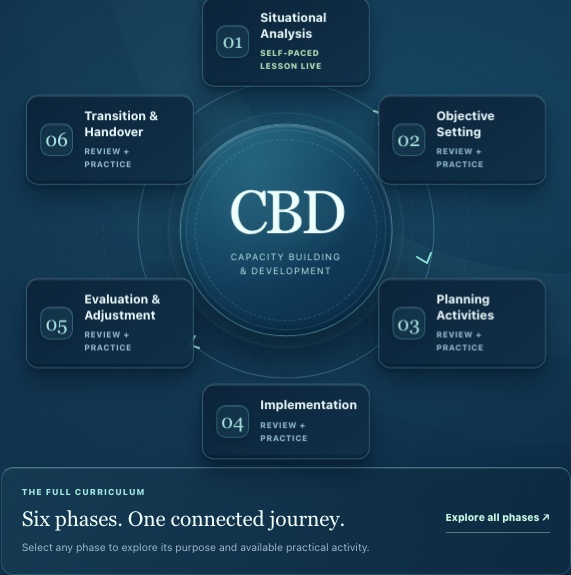 01
Situational
Analysis
SELF-PACED
LESSON LIVE
06
Transition &
Handover
REVIEW +
PRACTICE
02
Objective
Setting
REVIEW +
PRACTICE
CBD
CAPACITY BUILDING
& DEVELOPMENT
05
Evaluation &
Adjustment
REVIEW +
PRACTICE
03
Planning
Activities
REVIEW +
PRACTICE
04
Implementation
REVIEW +
PRACTICE
THE FULL CURRICULUM
Six phases. One connected journey.
Select any phase to explore its purpose and available practical activity.
Explore all phases ↗